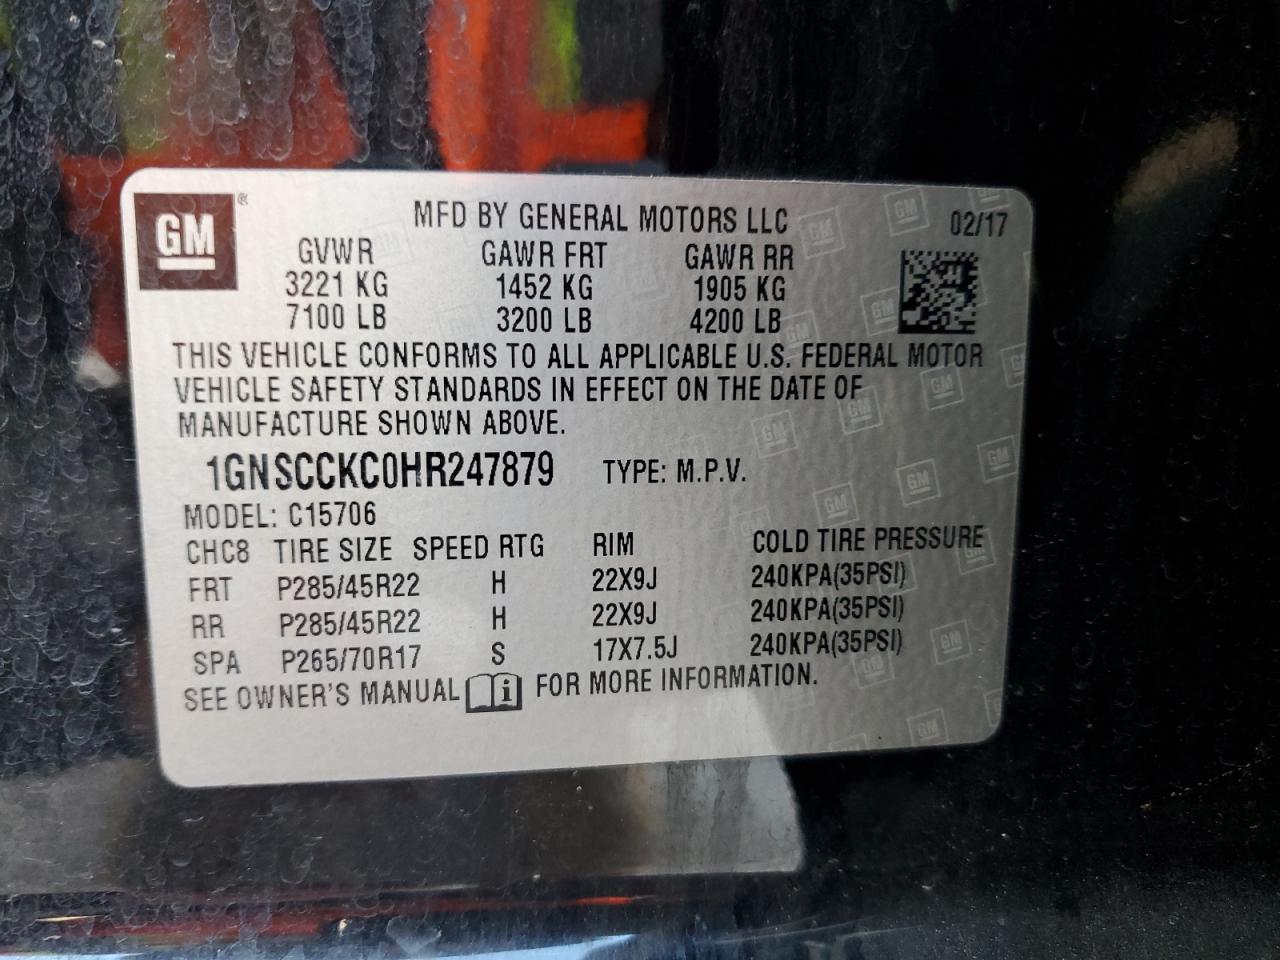 GM ® MFD BY GENERAL MOTORS LLC 02/17
GVWR GAWR FRT GAWR RR
3221 KG 1452 KG 1905 KG
7100 LB 3200 LB 4200 LB
THIS VEHICLE CONFORMS TO ALL APPLICABLE U.S. FEDERAL MOTOR
VEHICLE SAFETY STANDARDS IN EFFECT ON THE DATE OF
MANUFACTURE SHOWN ABOVE.
1GNSCCKC0HR247879 TYPE: M.P.V.
MODEL: C15706
CHC8 TIRE SIZE SPEED RTG RIM COLD TIRE PRESSURE
FRT P285/45R22 H 22X9J 240KPA(35PSI)
RR P285/45R22 H 22X9J 240KPA(35PSI)
SPA P265/70R17 S 17X7.5J 240KPA(35PSI)
SEE OWNER'S MANUAL i FOR MORE INFORMATION.